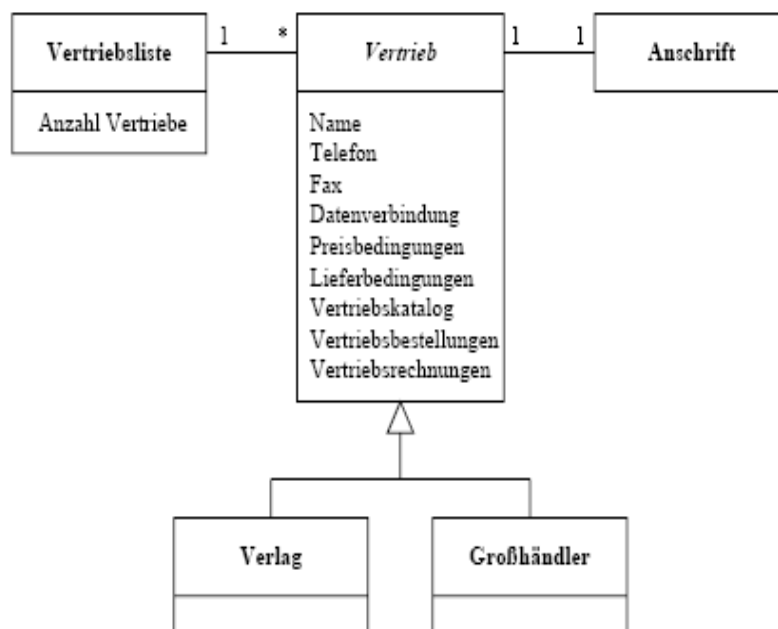 Vertriebsliste
1
*
Vertrieb
1
1
Anschrift
Anzahl Vertriebe
Name
Telefon
Fax
Datenverbindung
Preisbedingungen
Lieferbedingungen
Vertriebskatalog
Vertriebsbestellungen
Vertriebsrechnungen
Verlag
Großhändler